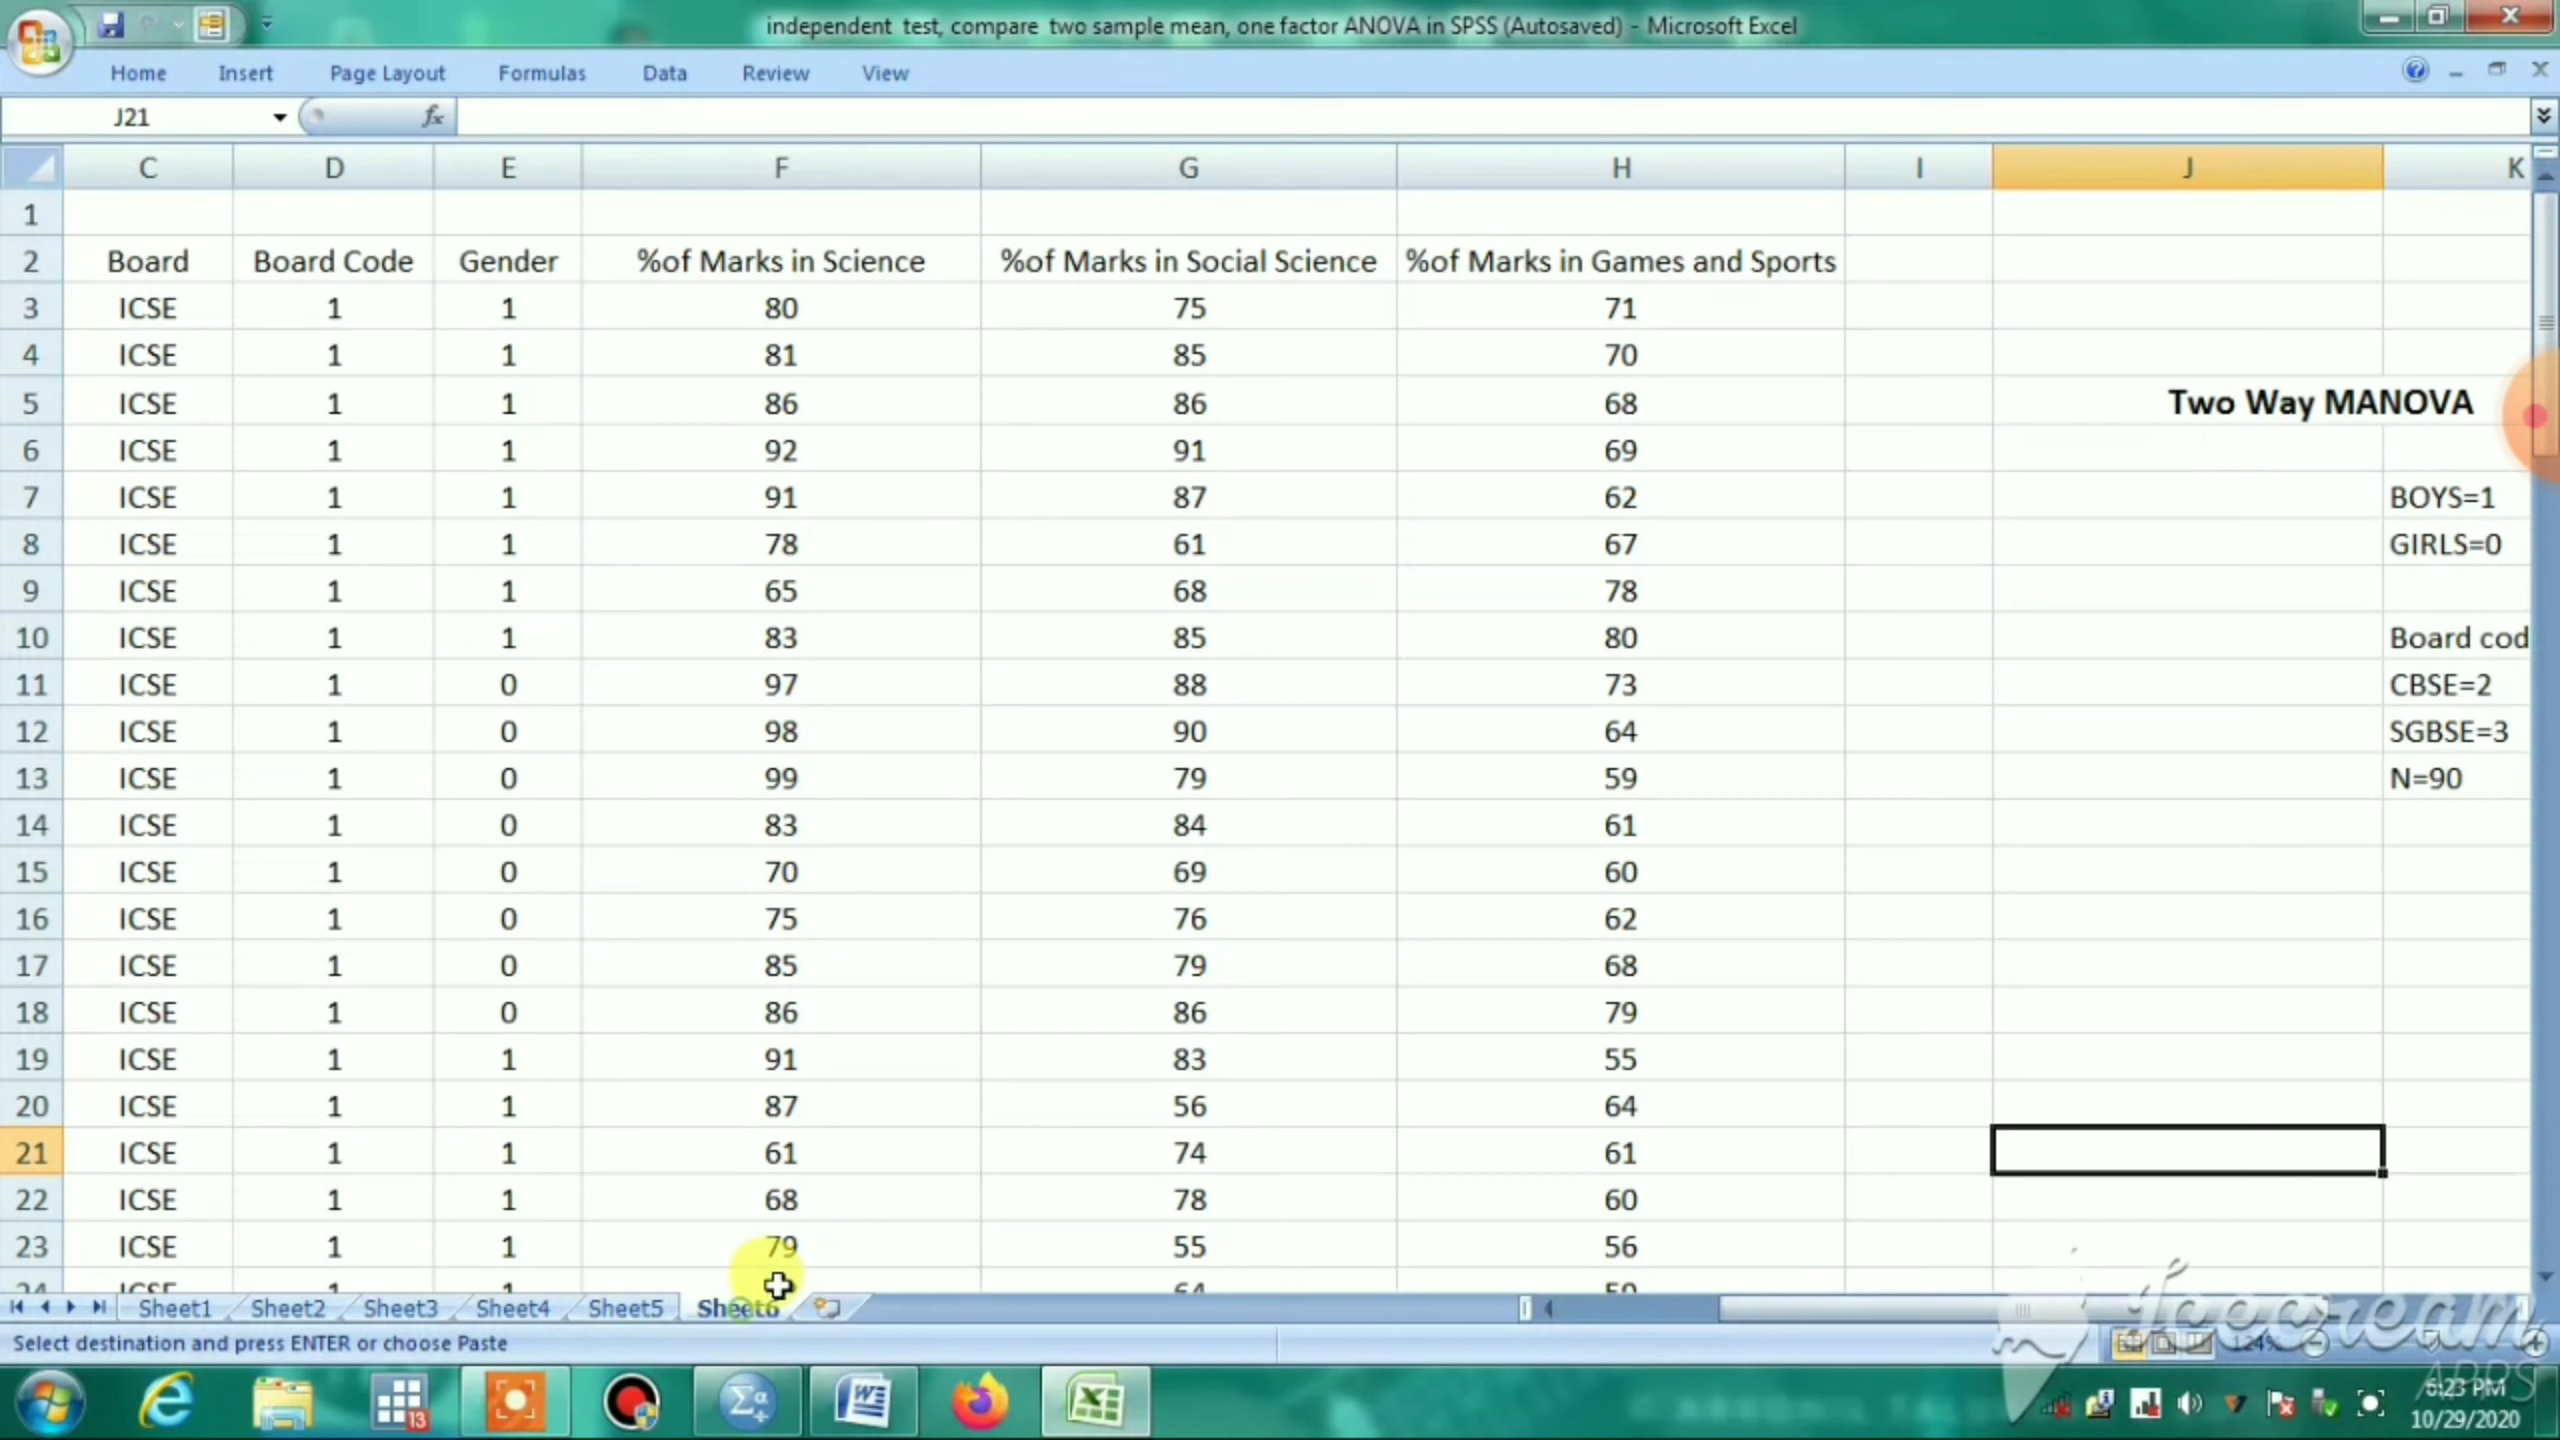 independent test, compare two sample mean, one factor ANOVA in SPSS (Autosaved) - Microsoft Excel
Home Insert Page Layout Formulas Data Review View
J21 fx
C D E F G H I J K
1
2 Board Board Code Gender %of Marks in Science %of Marks in Social Science %of Marks in Games and Sports
3 ICSE 1 1 80 75 71
4 ICSE 1 1 81 85 70
5 ICSE 1 1 86 86 68 Two Way MANOVA
6 ICSE 1 1 92 91 69
7 ICSE 1 1 91 87 62 BOYS=1
8 ICSE 1 1 78 61 67 GIRLS=0
9 ICSE 1 1 65 68 78
10 ICSE 1 1 83 85 80 Board cod
11 ICSE 1 0 97 88 73 CBSE=2
12 ICSE 1 0 98 90 64 SGBSE=3
13 ICSE 1 0 99 79 59 N=90
14 ICSE 1 0 83 84 61
15 ICSE 1 0 70 69 60
16 ICSE 1 0 75 76 62
17 ICSE 1 0 85 79 68
18 ICSE 1 0 86 86 79
19 ICSE 1 1 91 83 55
20 ICSE 1 1 87 56 64
21 ICSE 1 1 61 74 61
22 ICSE 1 1 68 78 60
23 ICSE 1 1 79 55 56
24 ICSE 1 1 64 59
Sheet1 Sheet2 Sheet3 Sheet4 Sheet5 Sheet6
Select destination and press ENTER or choose Paste 124%
Icecream
APPS
13
6:23 PM
10/29/2020